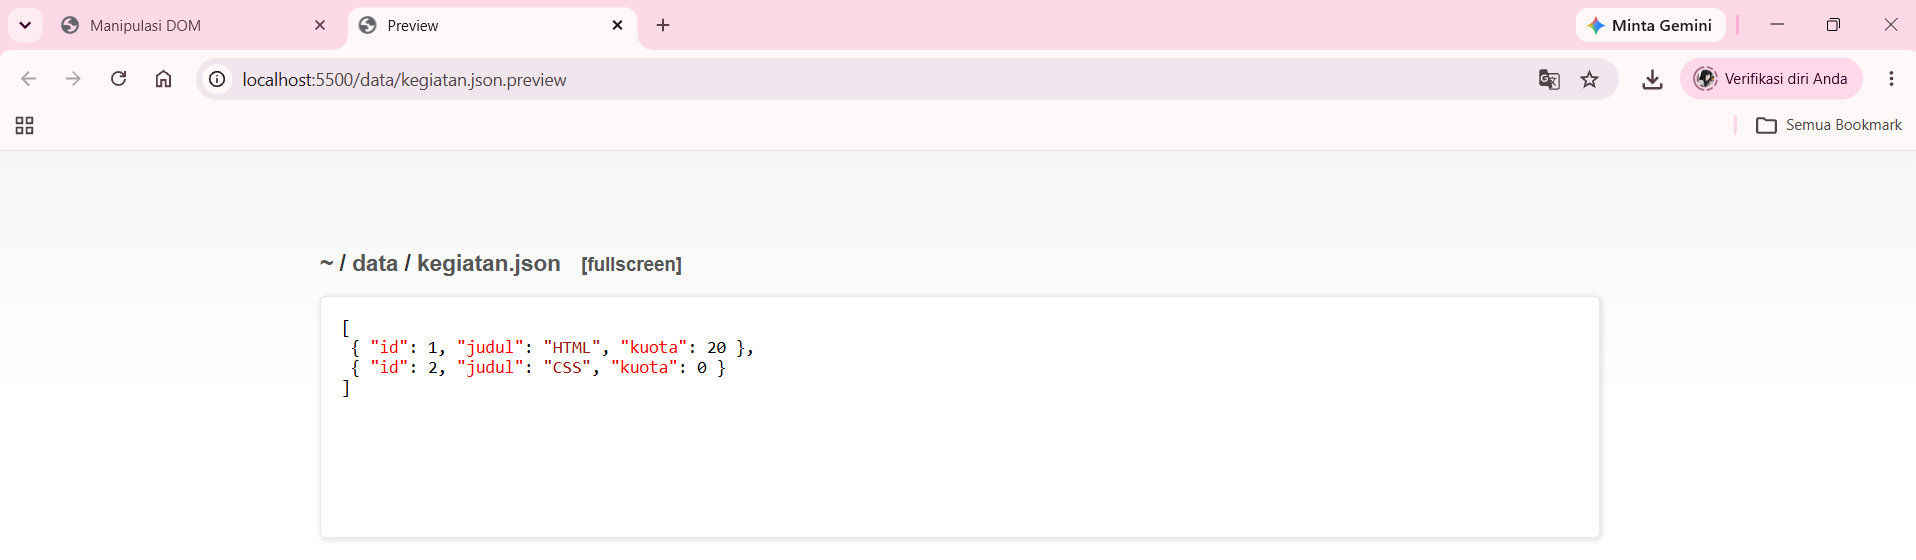 Manipulasi DOM
Preview
Minta Gemini
localhost:5500/data/kegiatan.json.preview
Verifikasi diri Anda
Semua Bookmark
~ / data / kegiatan.json [fullscreen]
[
{ "id": 1, "judul": "HTML", "kuota": 20 },
{ "id": 2, "judul": "CSS", "kuota": 0 }
]